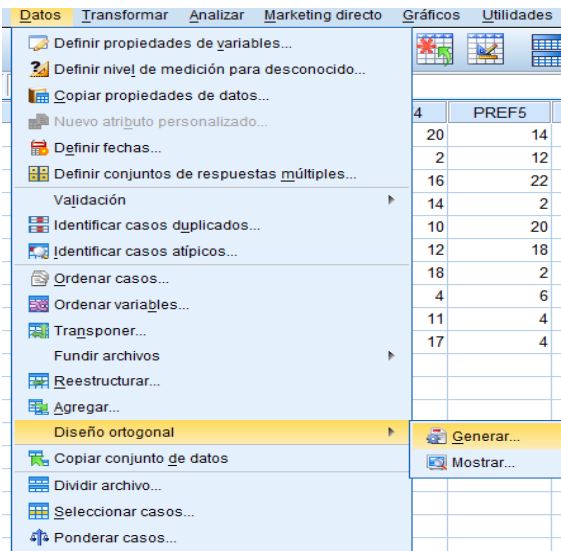 Datos Transformar Analizar Marketing directo Gráficos Utilidades
Definir propiedades de variables...
Definir nivel de medición para desconocido...
Copiar propiedades de datos...
Nuevo atributo personalizado...
Definir fechas...
Definir conjuntos de respuestas múltiples...
Validación
Identificar casos duplicados...
Identificar casos atípicos...
Ordenar casos...
Ordenar variables...
Transponer...
Fundir archivos
Reestructurar...
Agregar...
Diseño ortogonal
Copiar conjunto de datos
Dividir archivo...
Seleccionar casos...
Ponderar casos...
Generar...
Mostrar...
4 PREF5
20 14
2 12
16 22
14 2
10 20
12 18
18 2
4 6
11 4
17 4